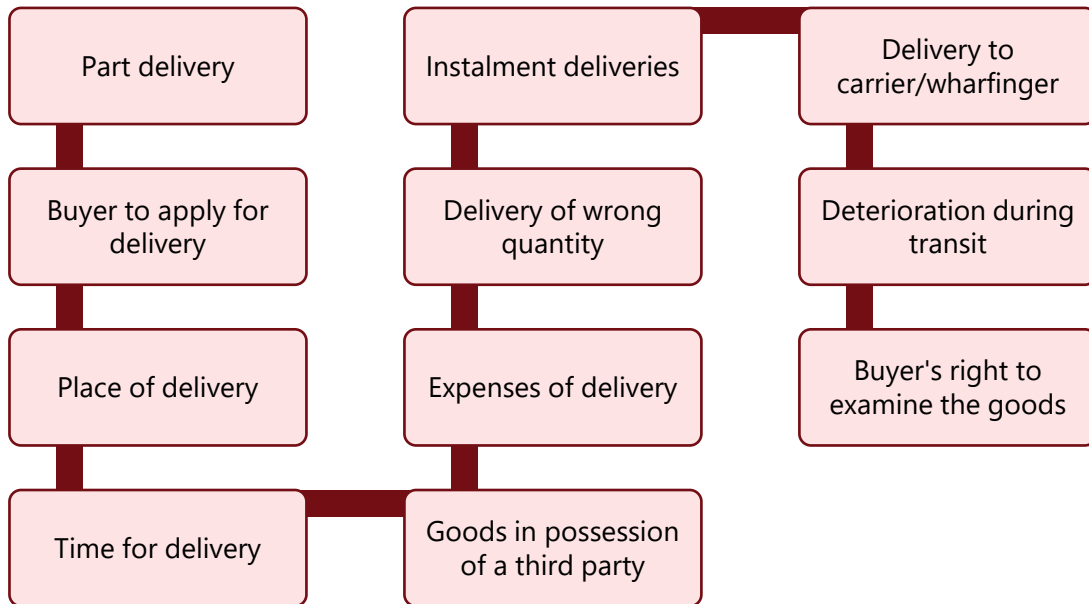 Part delivery
Buyer to apply for
delivery
Place of delivery
Time for delivery
Goods in possession
of a third party
Expenses of delivery
Delivery of wrong
quantity
Instalment deliveries
Delivery to
carrier/wharfinger
Deterioration during
transit
Buyer's right to
examine the goods